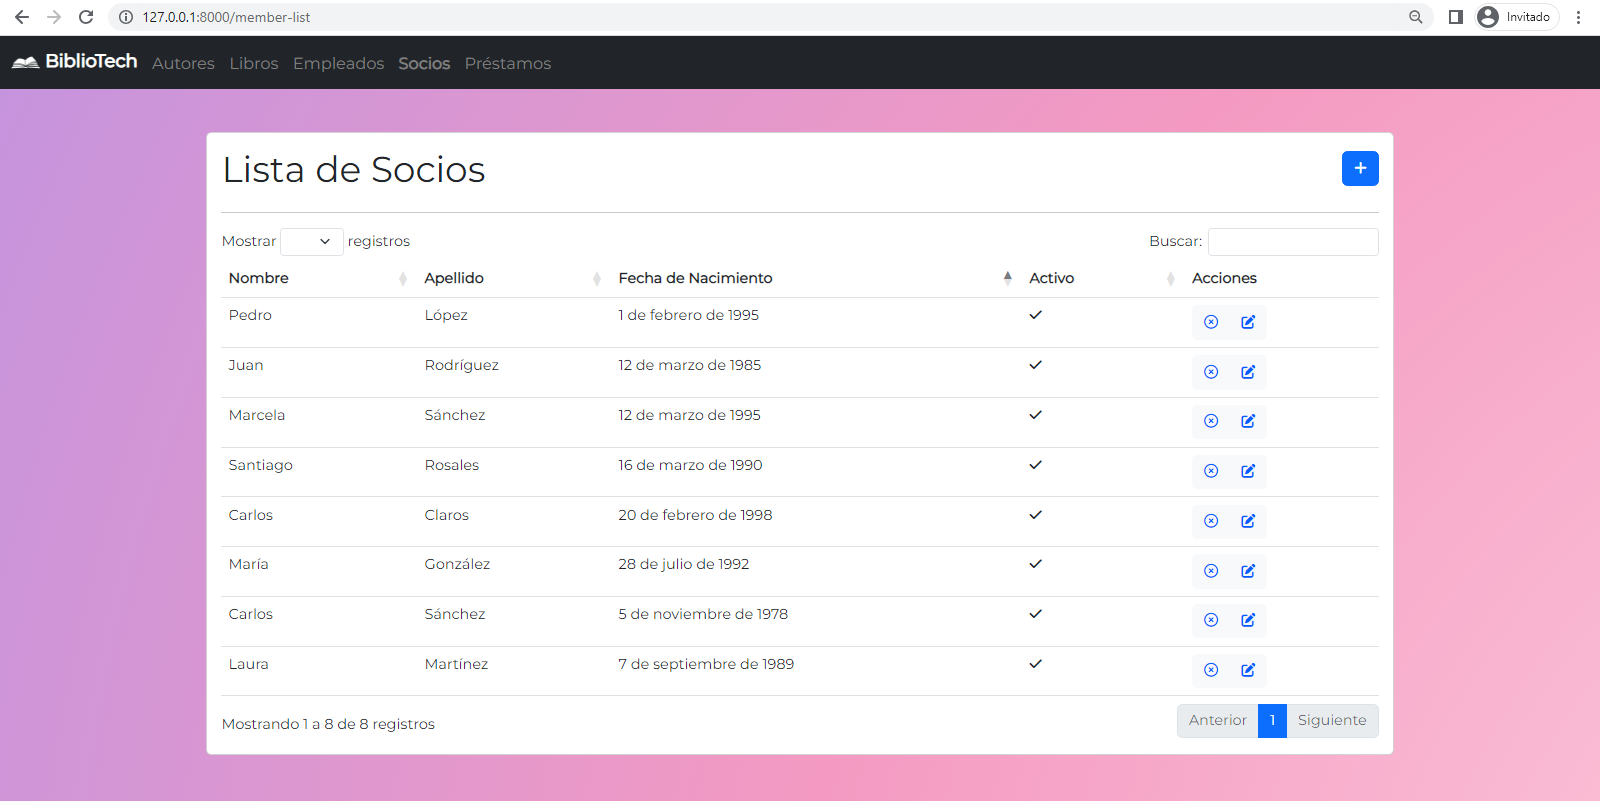 127.0.0.1:8000/member-list
Invitado
BiblioTech Autores Libros Empleados Socios Préstamos
Lista de Socios
+
Mostrar registros Buscar:
Nombre Apellido Fecha de Nacimiento Activo Acciones
Pedro López 1 de febrero de 1995
Juan Rodríguez 12 de marzo de 1985
Marcela Sánchez 12 de marzo de 1995
Santiago Rosales 16 de marzo de 1990
Carlos Claros 20 de febrero de 1998
María González 28 de julio de 1992
Carlos Sánchez 5 de noviembre de 1978
Laura Martínez 7 de septiembre de 1989
Mostrando 1 a 8 de 8 registros Anterior 1 Siguiente